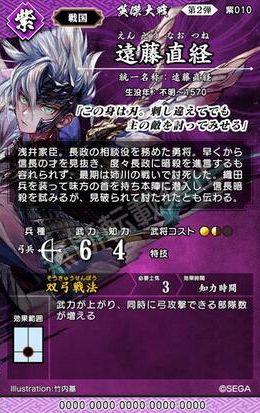 紫
戦国
英傑大戦
第2弾
紫010
えんどうなおつね
遠藤直経
統一名称：遠藤直経
生没年 不明〜1570
「この身は刃。刺し違えてでも
主の敵を討ってみせる」
浅井家臣。長政の相談役を務めた勇将。早くから
信長の才を見抜き、度々長政に暗殺を進言するも
容れられず、最期は姉川の戦いで討死した。織田
兵を装って味方の首を持ち本陣に潜入し、信長暗
殺を試みるが、見破られて討たれたとも伝わる。
兵種 武力 知力 武将コスト
弓兵 6 4 特技
そうきゅうせんぽう
双弓戦法
必要士気 3
効果時間 知力時間
効果範囲
武力が上がり、同時に弓攻撃できる部隊数
が増える
Illustration:竹内基
©SEGA
0000-0000-0000-0000-0000